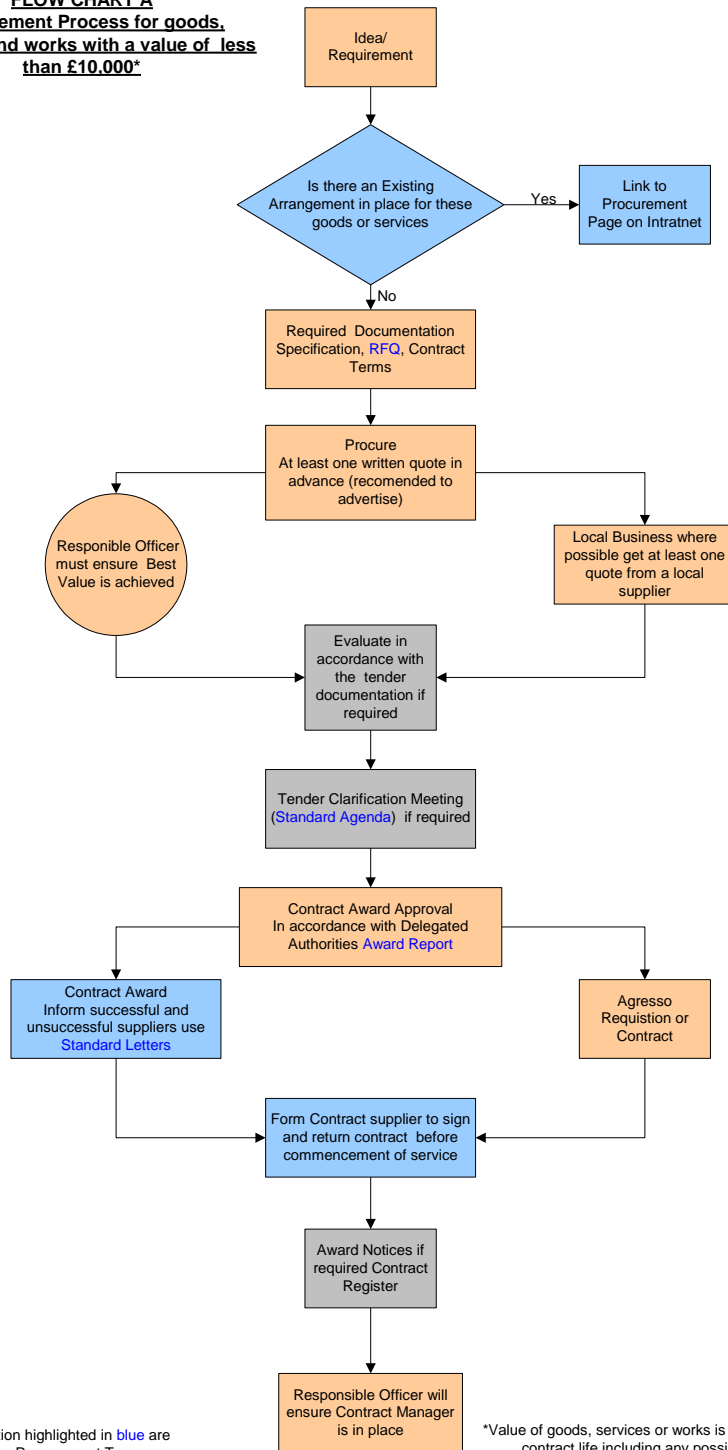 FLOW CHART A
ement Process for goods,
nd works with a value of less
than £10,000*
Idea/
Requirement
Is there an Existing
Arrangement in place for these
goods or services
Yes
Link to
Procurement
Page on Intratnet
No
Required Documentation
Specification, RFQ, Contract
Terms
Procure
At least one written quote in
advance (recomended to
advertise)
Responible Officer
must ensure Best
Value is achieved
Local Business where
possible get at least one
quote from a local
supplier
Evaluate in
accordance with
the tender
documentation if
required
Tender Clarification Meeting
(Standard Agenda) if required
Contract Award Approval
In accordance with Delegated
Authorities Award Report
Contract Award
Inform successful and
unsuccessful suppliers use
Standard Letters
Agresso
Requistion or
Contract
Form Contract supplier to sign
and return contract before
commencement of service
Award Notices if
required Contract
Register
Responsible Officer will
ensure Contract Manager
is in place
tion highlighted in blue are
*Value of goods, services or works is
contract life including any possi